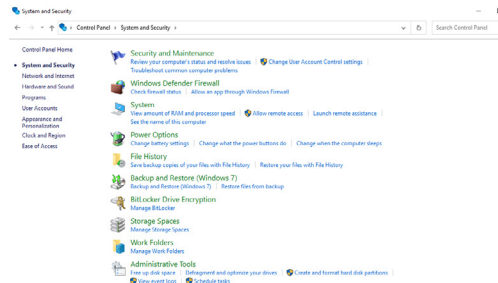 System and Security
Control Panel › System and Security ›
Search Control Panel
Control Panel Home
System and Security
Network and Internet
Hardware and Sound
Programs
User Accounts
Appearance and
Personalization
Clock and Region
Ease of Access
Security and Maintenance
Review your computer's status and resolve issues
Change User Account Control settings
Troubleshoot common computer problems
Windows Defender Firewall
Check firewall status
Allow an app through Windows Firewall
System
View amount of RAM and processor speed
Allow remote access
Launch remote assistance
See the name of this computer
Power Options
Change battery settings
Change what the power buttons do
Change when the computer sleeps
File History
Save backup copies of your files with File History
Restore your files with File History
Backup and Restore (Windows 7)
Backup and Restore (Windows 7)
Restore files from backup
BitLocker Drive Encryption
Manage BitLocker
Storage Spaces
Manage Storage Spaces
Work Folders
Manage Work Folders
Administrative Tools
Free up disk space
Defragment and optimize your drives
Create and format hard disk partitions
View event logs
Schedule tasks